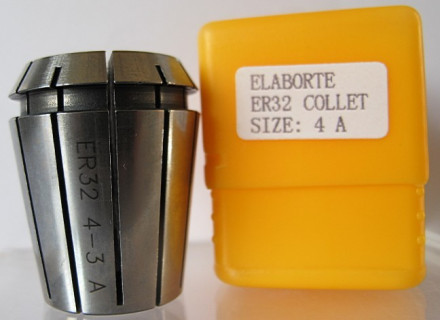 ELABORTE
ER32 COLLET
SIZE: 4 A
ER32 4-3 A